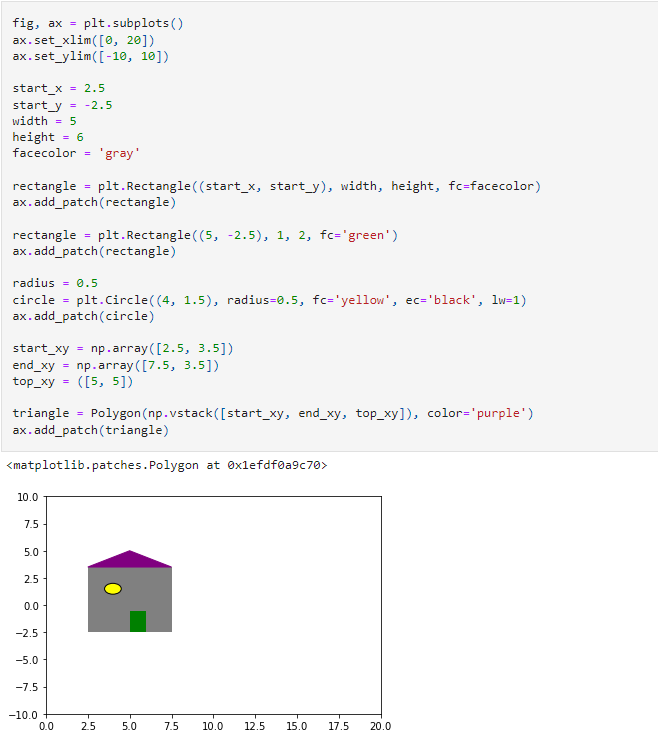 fig, ax = plt.subplots()
ax.set_xlim([0, 20])
ax.set_ylim([-10, 10])
start_x = 2.5
start_y = -2.5
width = 5
height = 6
facecolor = 'gray'
rectangle = plt.Rectangle((start_x, start_y), width, height, fc=facecolor)
ax.add_patch(rectangle)
rectangle = plt.Rectangle((5, -2.5), 1, 2, fc='green')
ax.add_patch(rectangle)
radius = 0.5
circle = plt.Circle((4, 1.5), radius=0.5, fc='yellow', ec='black', lw=1)
ax.add_patch(circle)
start_xy = np.array([2.5, 3.5])
end_xy = np.array([7.5, 3.5])
top_xy = ([5, 5])
triangle = Polygon(np.vstack([start_xy, end_xy, top_xy]), color='purple')
ax.add_patch(triangle)
<matplotlib.patches.Polygon at 0x1efdf0a9c70>
10.0
7.5
5.0
2.5
0.0
−2.5
−5.0
−7.5
−10.0
0.0 2.5 5.0 7.5 10.0 12.5 15.0 17.5 20.0